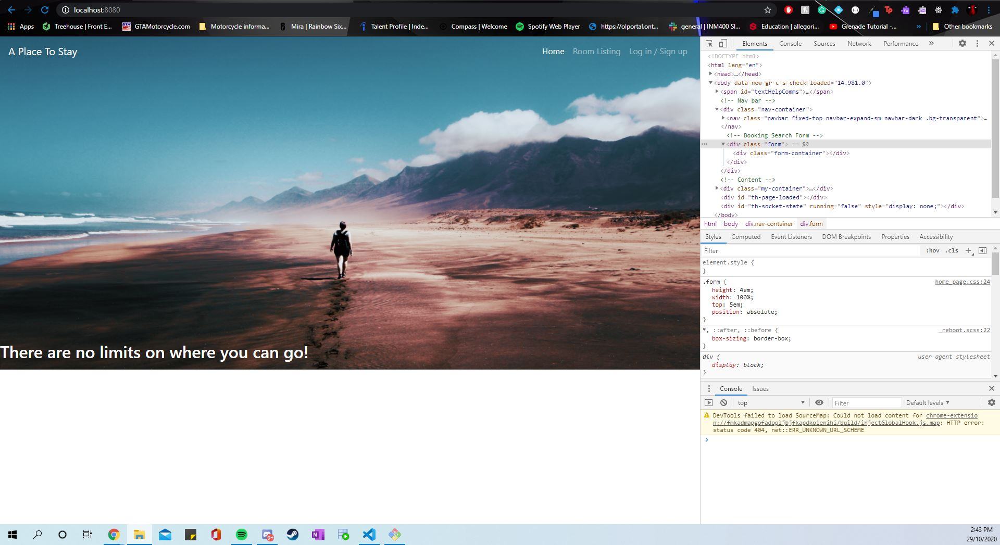 localhost:8080
Apps
Treehouse | Front E...
GTAMotorcycle.com
Motorcycle informa...
Mira | Rainbow Six...
Talent Profile | Inde...
Compass | Welcome
Spotify Web Player
https://olportal.ont...
general | INM400 Sl...
Education | allegori...
Grenade Tutorial -...
»
Other bookmarks
A Place To Stay
Home
Room Listing
Log in / Sign up
There are no limits on where you can go!
Elements
Console
Sources
Network
Performance
»
<!DOCTYPE html>
<html lang="en">
<head>…</head>
<body data-new-gr-c-s-check-loaded="14.981.0">
<span id="textHelpComms">…</span>
<!-- Nav bar -->
<div class="nav-container">
<nav class="navbar fixed-top navbar-expand-sm navbar-dark .bg-transparent">…
</nav>
<!-- Booking Search Form -->
<div class="form"> == $0
<div class="form-container"></div>
</div>
</div>
<!-- Content -->
<div class="my-container">…</div>
<div id="th-page-loaded"></div>
<div id="th-socket-state" running="false" style="display: none;"></div>
</body>
html
body
div.nav-container
div.form
Styles
Computed
Event Listeners
DOM Breakpoints
Properties
Accessibility
Filter
:hov
.cls
+
element.style {
}
.form {
home_page.css:24
height: 4em;
width: 100%;
top: 5em;
position: absolute;
}
*, ::after, ::before {
_reboot.scss:22
box-sizing: border-box;
}
div {
user agent stylesheet
display: block;
}
Console
Issues
top
Filter
Default levels
DevTools failed to load SourceMap: Could not load content for chrome-extensio
n://fmkadmapgofadopljbjfkapdkoienihi/build/injectGlobalHook.js.map: HTTP error:
status code 404, net::ERR_UNKNOWN_URL_SCHEME
2:43 PM
29/10/2020